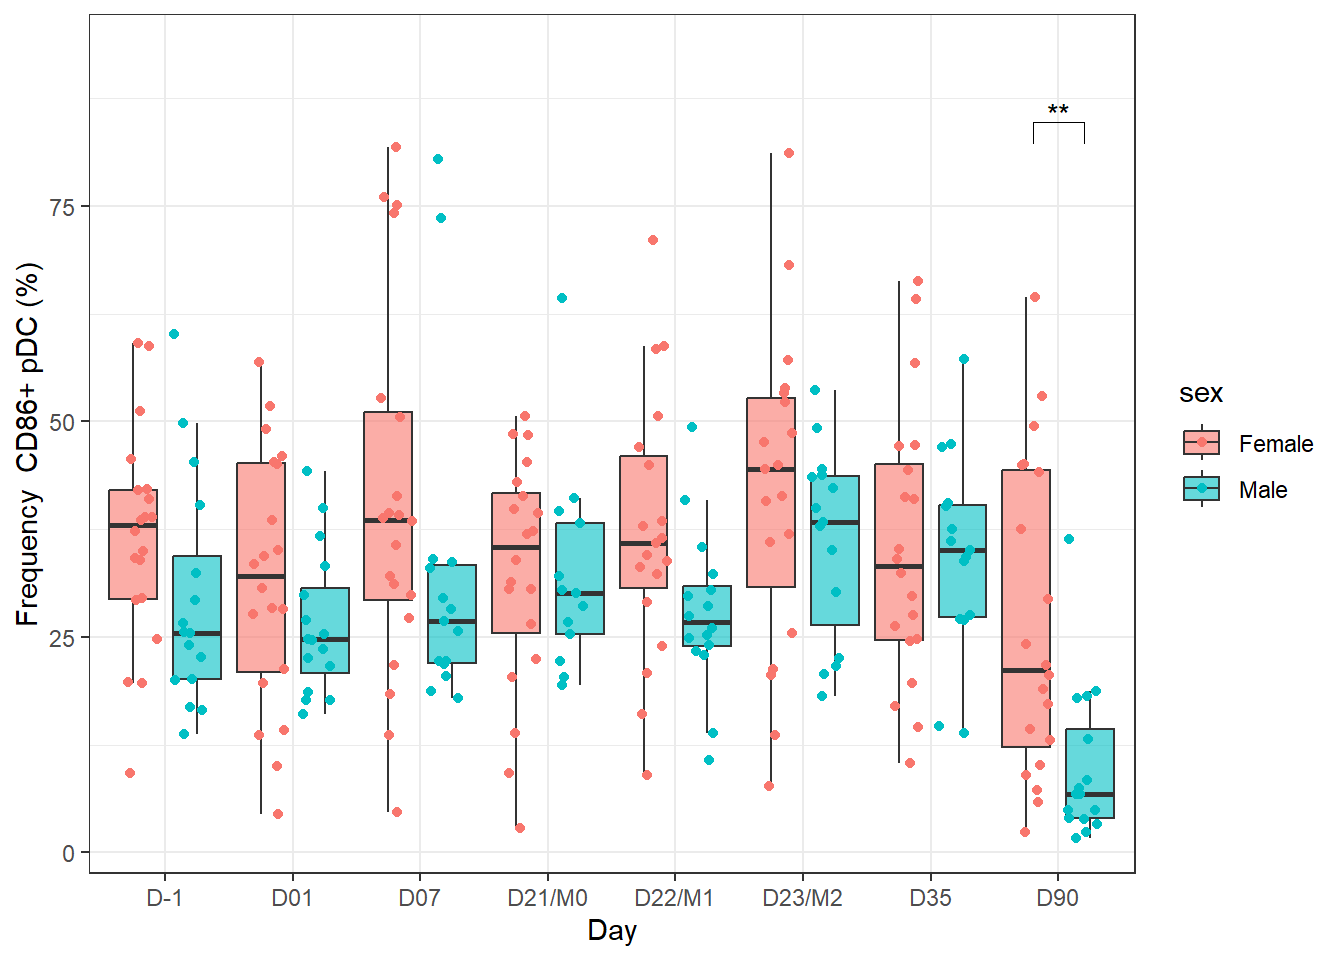 **
75
50
25
0
Frequency  CD86+ pDC (%)
D-1 D01 D07 D21/M0 D22/M1 D23/M2 D35 D90
Day
sex
Female
Male